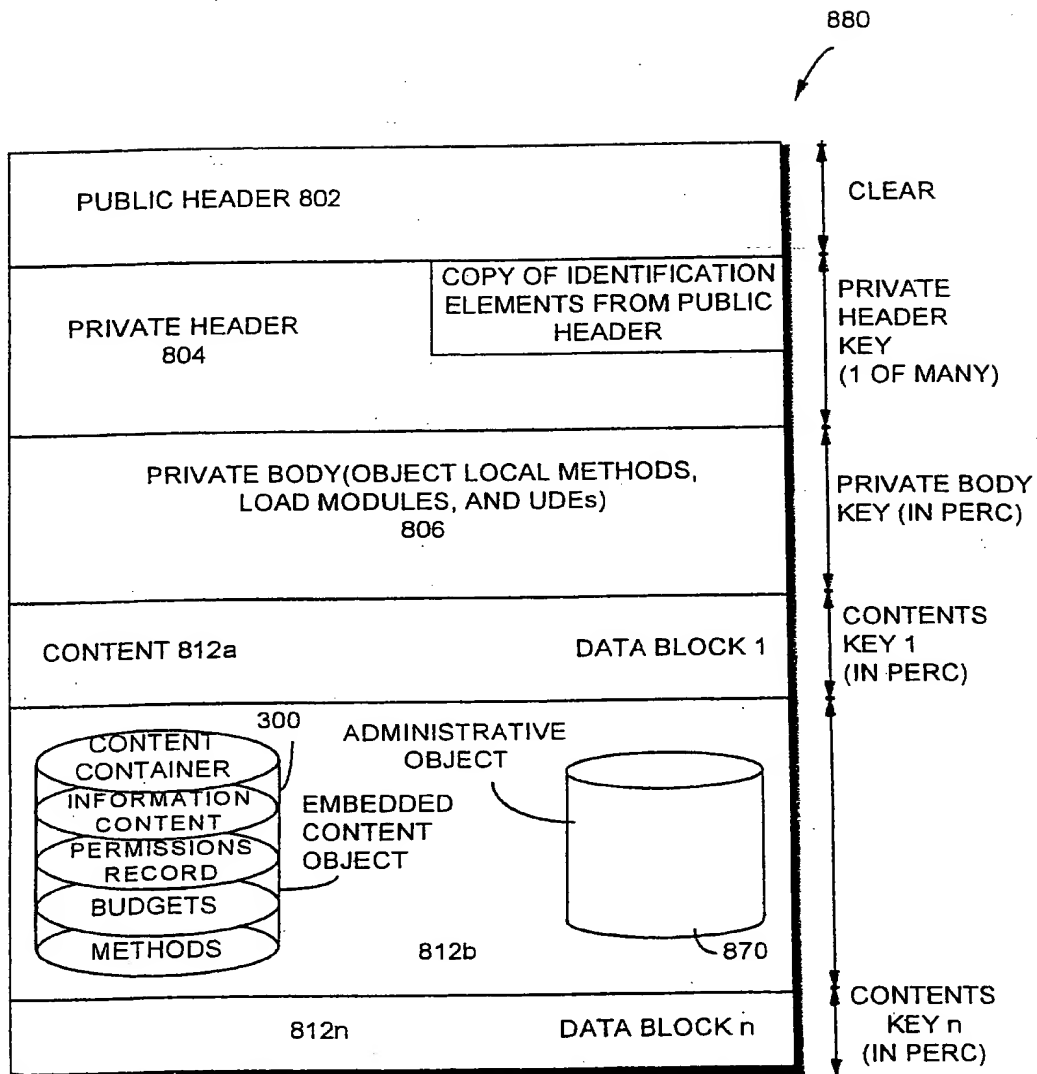 880
PUBLIC HEADER 802
CLEAR
COPY OF IDENTIFICATION
ELEMENTS FROM PUBLIC
HEADER
PRIVATE HEADER
804
PRIVATE
HEADER
KEY
(1 OF MANY)
PRIVATE BODY(OBJECT LOCAL METHODS,
LOAD MODULES, AND UDEs)
806
PRIVATE BODY
KEY (IN PERC)
CONTENT 812a
DATA BLOCK 1
CONTENTS
KEY 1
(IN PERC)
300
CONTENT
CONTAINER
INFORMATION
CONTENT
PERMISSIONS
RECORD
BUDGETS
METHODS
EMBEDDED
CONTENT
OBJECT
ADMINISTRATIVE
OBJECT
812b
870
812n
DATA BLOCK n
CONTENTS
KEY n
(IN PERC)